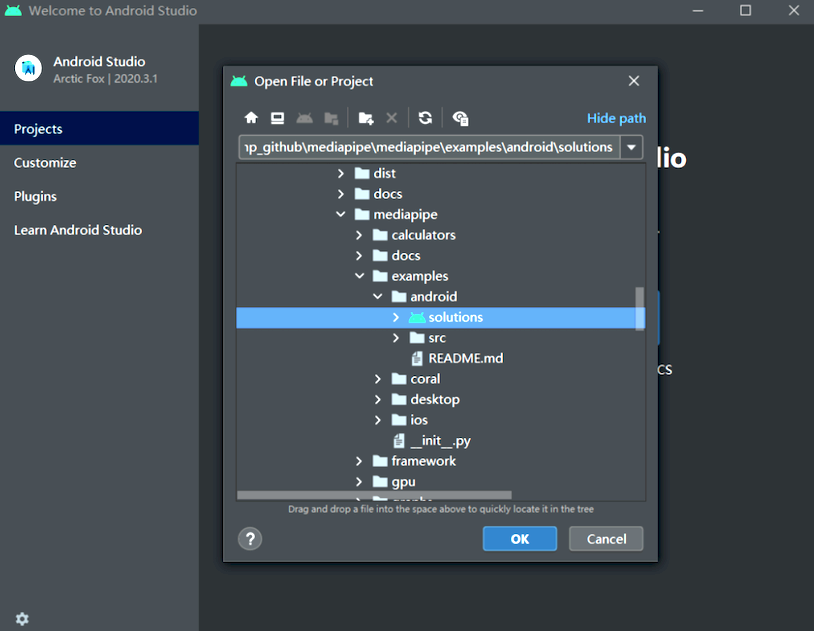 Welcome to Android Studio
Android Studio
Arctic Fox | 2020.3.1
Projects
Customize
Plugins
Learn Android Studio
Open File or Project
Hide path
np_github\mediapipe\mediapipe\examples\android\solutions
dist
docs
mediapipe
calculators
docs
examples
android
solutions
src
README.md
coral
desktop
ios
__init__.py
framework
gpu
Drag and drop a file into the space above to quickly locate it in the tree
?
OK
Cancel
dio
cs